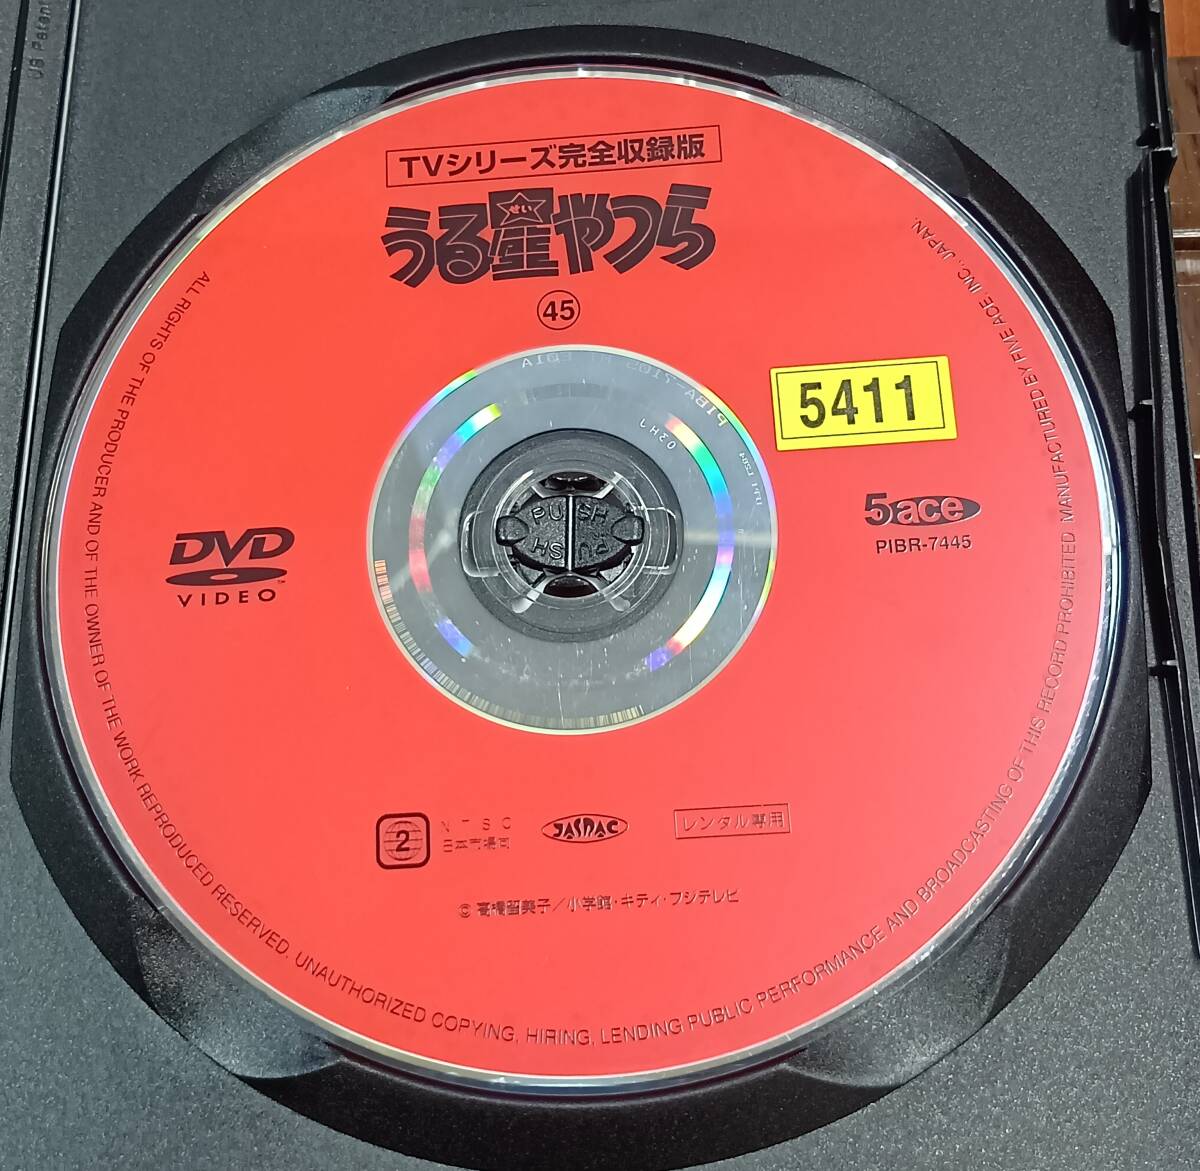 US Patent
TVシリーズ完全収録版
うる星やつら
せい
45
5411
5ace
PIBR-7445
DVD
VIDEO
PUSH
PUSH
2
NTSC
日本市場向
JASRAC
レンタル専用
© 高橋留美子/小学館・キティ・フジテレビ
ALL RIGHTS OF THE PRODUCER AND OF THE OWNER OF THE WORK REPRODUCED RESERVED. UNAUTHORIZED COPYING, HIRING, LENDING PUBLIC PERFORMANCE AND BROADCASTING OF THIS RECORD PROHIBITED MANUFACTURED BY FIVE ACE, INC., JAPAN.